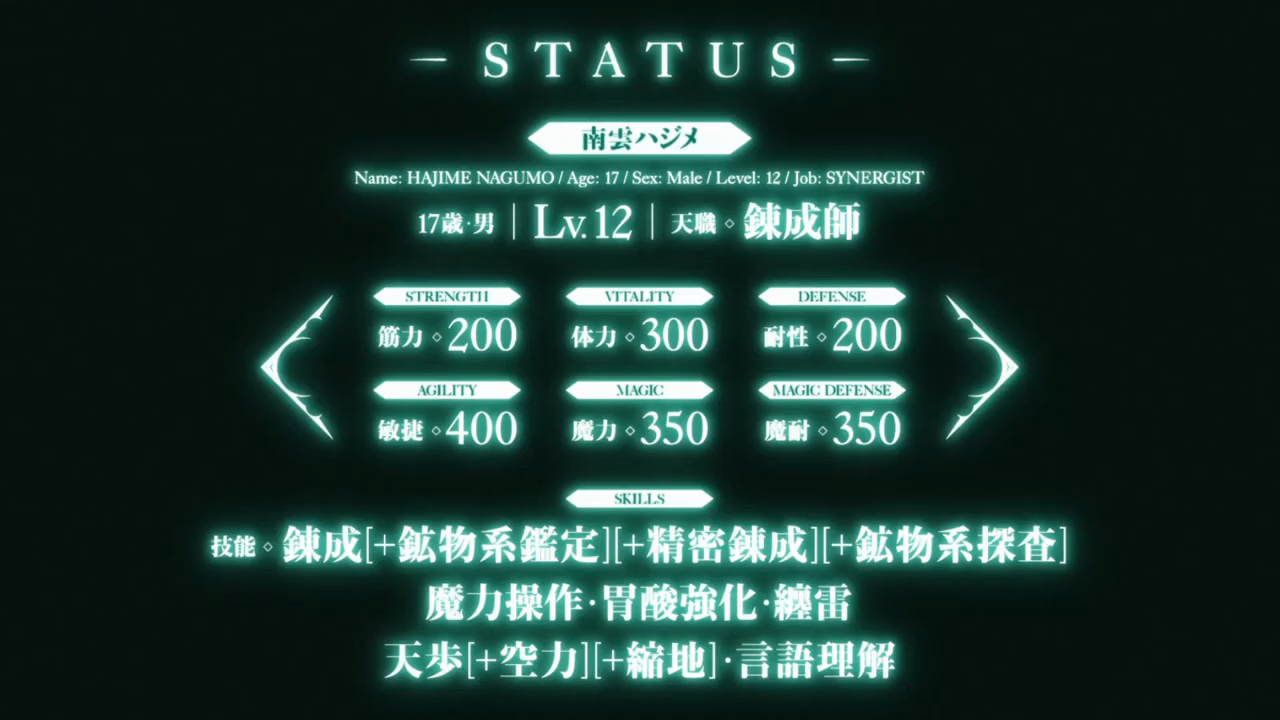 — STATUS —
南雲ハジメ
Name: HAJIME NAGUMO / Age: 17 / Sex: Male / Level: 12 / Job: SYNERGIST
17歳·男 | Lv.12 | 天職◇錬成師
STRENGTH VITALITY DEFENSE
筋力◇200 体力◇300 耐性◇200
AGILITY MAGIC MAGIC DEFENSE
敏捷◇400 魔力◇350 魔耐◇350
SKILLS
技能◇錬成[+鉱物系鑑定][+精密錬成][+鉱物系探査]
魔力操作·胃酸強化·纏雷
天歩[+空力][+縮地]·言語理解